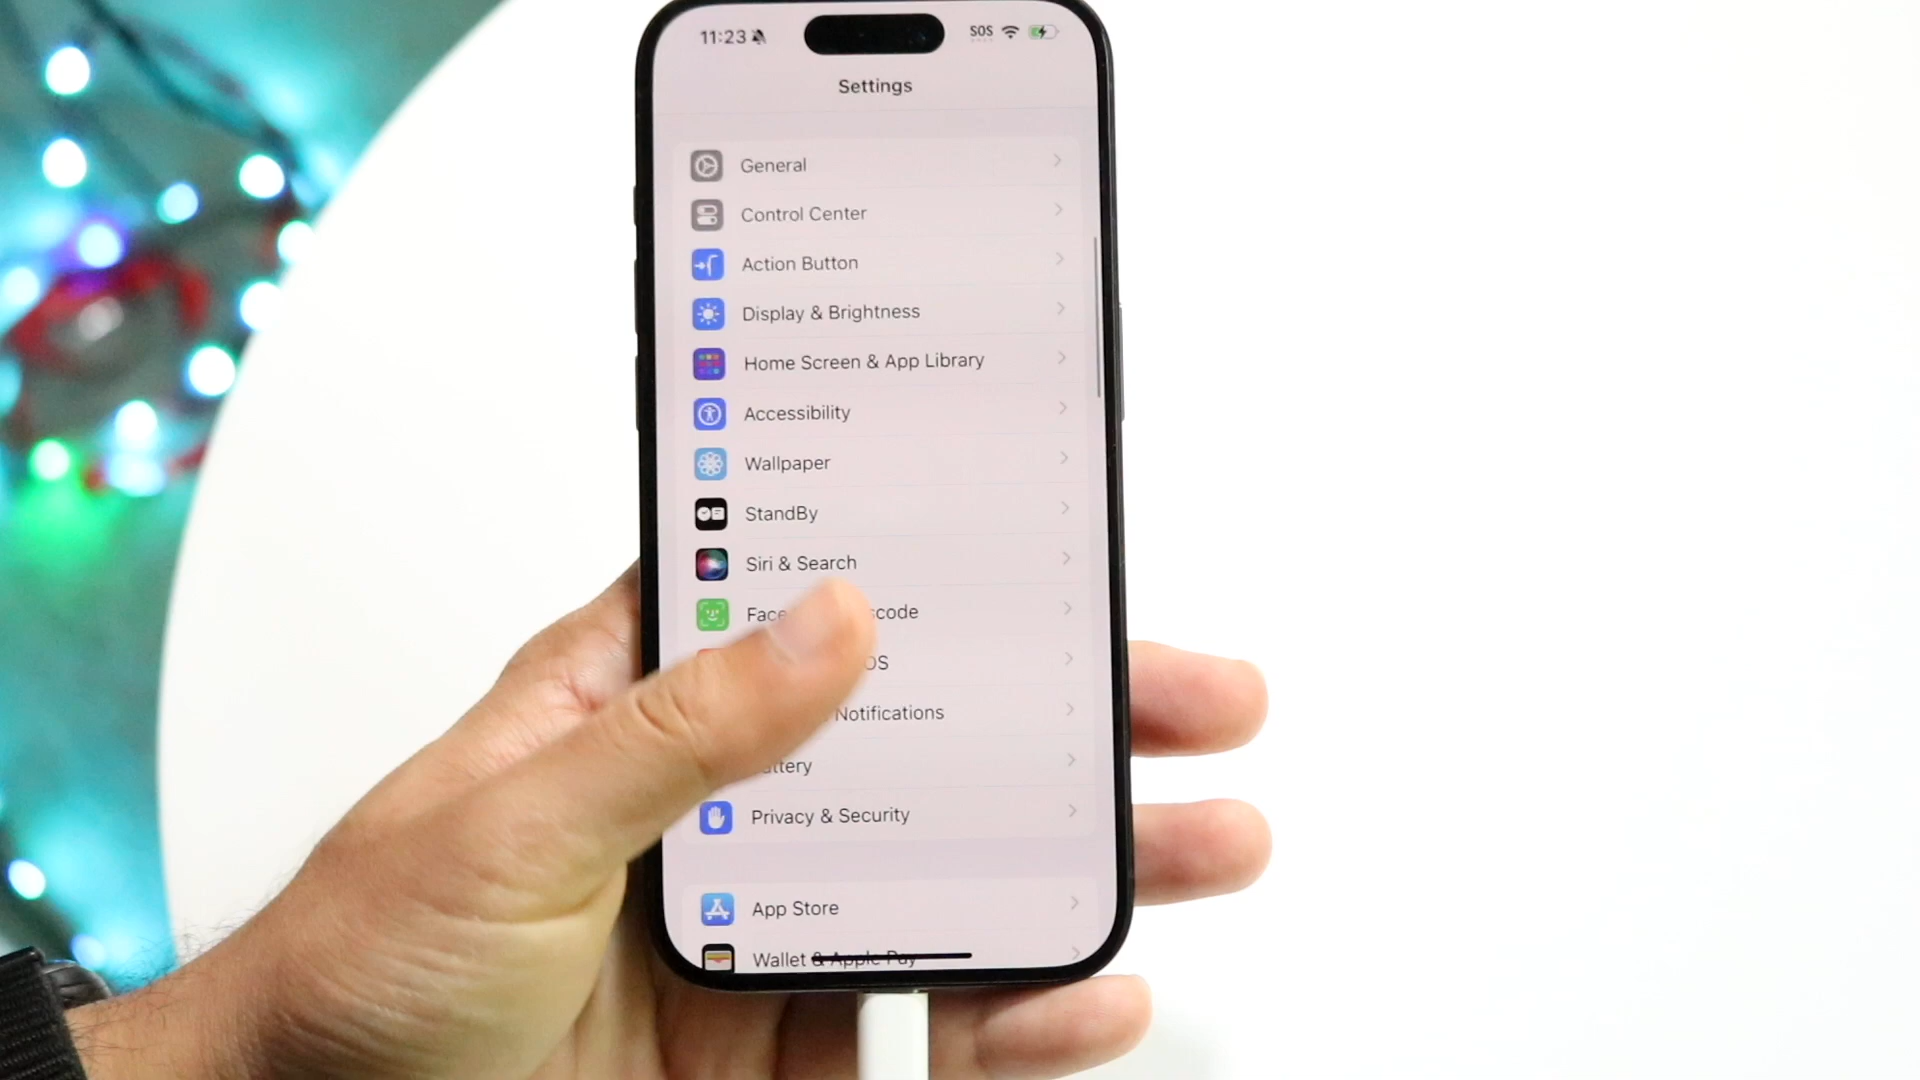 11:23 SOS
Settings
General
Control Center
Action Button
Display & Brightness
Home Screen & App Library
Accessibility
Wallpaper
StandBy
Siri & Search
Face scode
OS
Notifications
ttery
Privacy & Security
App Store
Wallet & Apple Pay